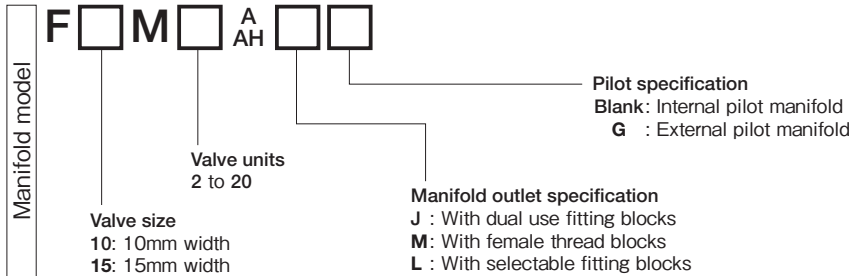 Manifold model
F□M□ A
AH □□
Pilot specification
Blank: Internal pilot manifold
G : External pilot manifold
Valve units
2 to 20
Manifold outlet specification
J : With dual use fitting blocks
M: With female thread blocks
L : With selectable fitting blocks
Valve size
10: 10mm width
15: 15mm width